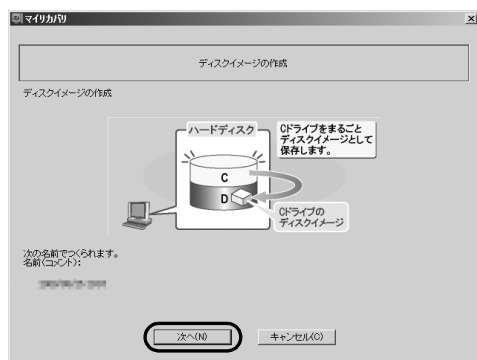 マイリカバリ
ディスクイメージの作成
ディスクイメージの作成
ハードディスク
Cドライブをまるごと
ディスクイメージとして
保存します。
C
D
Cドライブの
ディスクイメージ
次の名前でつくられます。
名前(コメント):
次へ(N)
キャンセル(C)